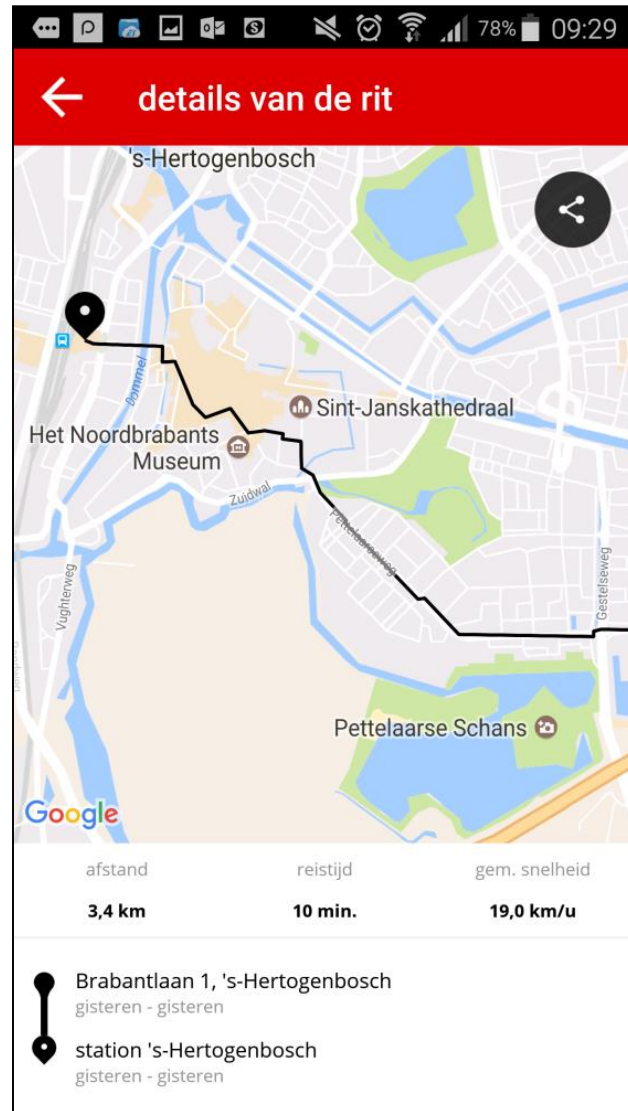 78% 09:29
details van de rit
's-Hertogenbosch
Dommel
Sint-Janskathedraal
Het Noordbrabants
Museum
Zuidwal
Pettelaarseweg
Vughterweg
Gestelseweg
Pettelaarse Schans
Google
afstand reistijd gem. snelheid
3,4 km 10 min. 19,0 km/u
Brabantlaan 1, 's-Hertogenbosch
gisteren - gisteren
station 's-Hertogenbosch
gisteren - gisteren